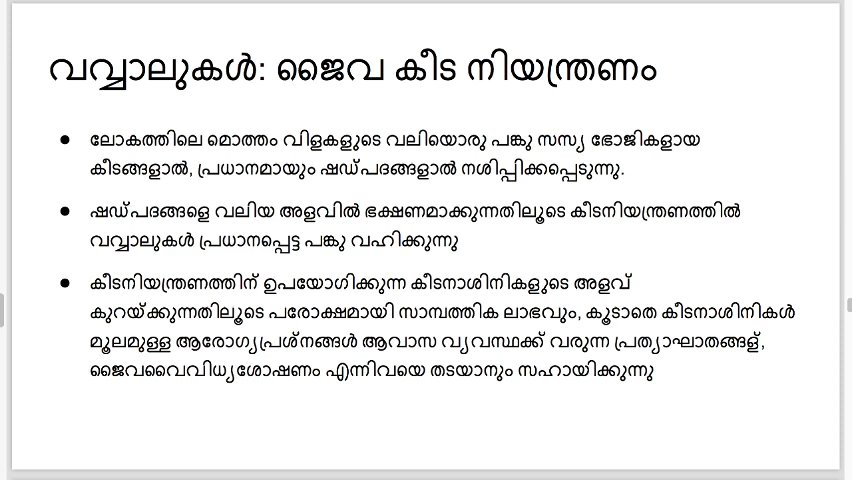 വവ്വാലുകൾ: ജൈവ കീട നിയന്ത്രണം
● ലോകത്തിലെ മൊത്തം വിളകളുടെ വലിയൊരു പങ്കു സസ്യ ഭോജികളായ
കീടങ്ങളാൽ, പ്രധാനമായും ഷഡ്പദങ്ങളാൽ നശിപ്പിക്കപ്പെടുന്നു.
● ഷഡ്പദങ്ങളെ വലിയ അളവിൽ ഭക്ഷണമാക്കുന്നതിലൂടെ കീടനിയന്ത്രണത്തിൽ
വവ്വാലുകൾ പ്രധാനപ്പെട്ട പങ്കു വഹിക്കുന്നു
● കീടനിയന്ത്രണത്തിന് ഉപയോഗിക്കുന്ന കീടനാശിനികളുടെ അളവ്
കുറയ്ക്കുന്നതിലൂടെ പരോക്ഷമായി സാമ്പത്തിക ലാഭവും, കൂടാതെ കീടനാശിനികൾ
മൂലമുള്ള ആരോഗ്യപ്രശ്നങ്ങൾ ആവാസ വ്യവസ്ഥക്ക് വരുന്ന പ്രത്യാഘാതങ്ങള്,
ജൈവവൈവിധ്യശോഷണം എന്നിവയെ തടയാനും സഹായിക്കുന്നു